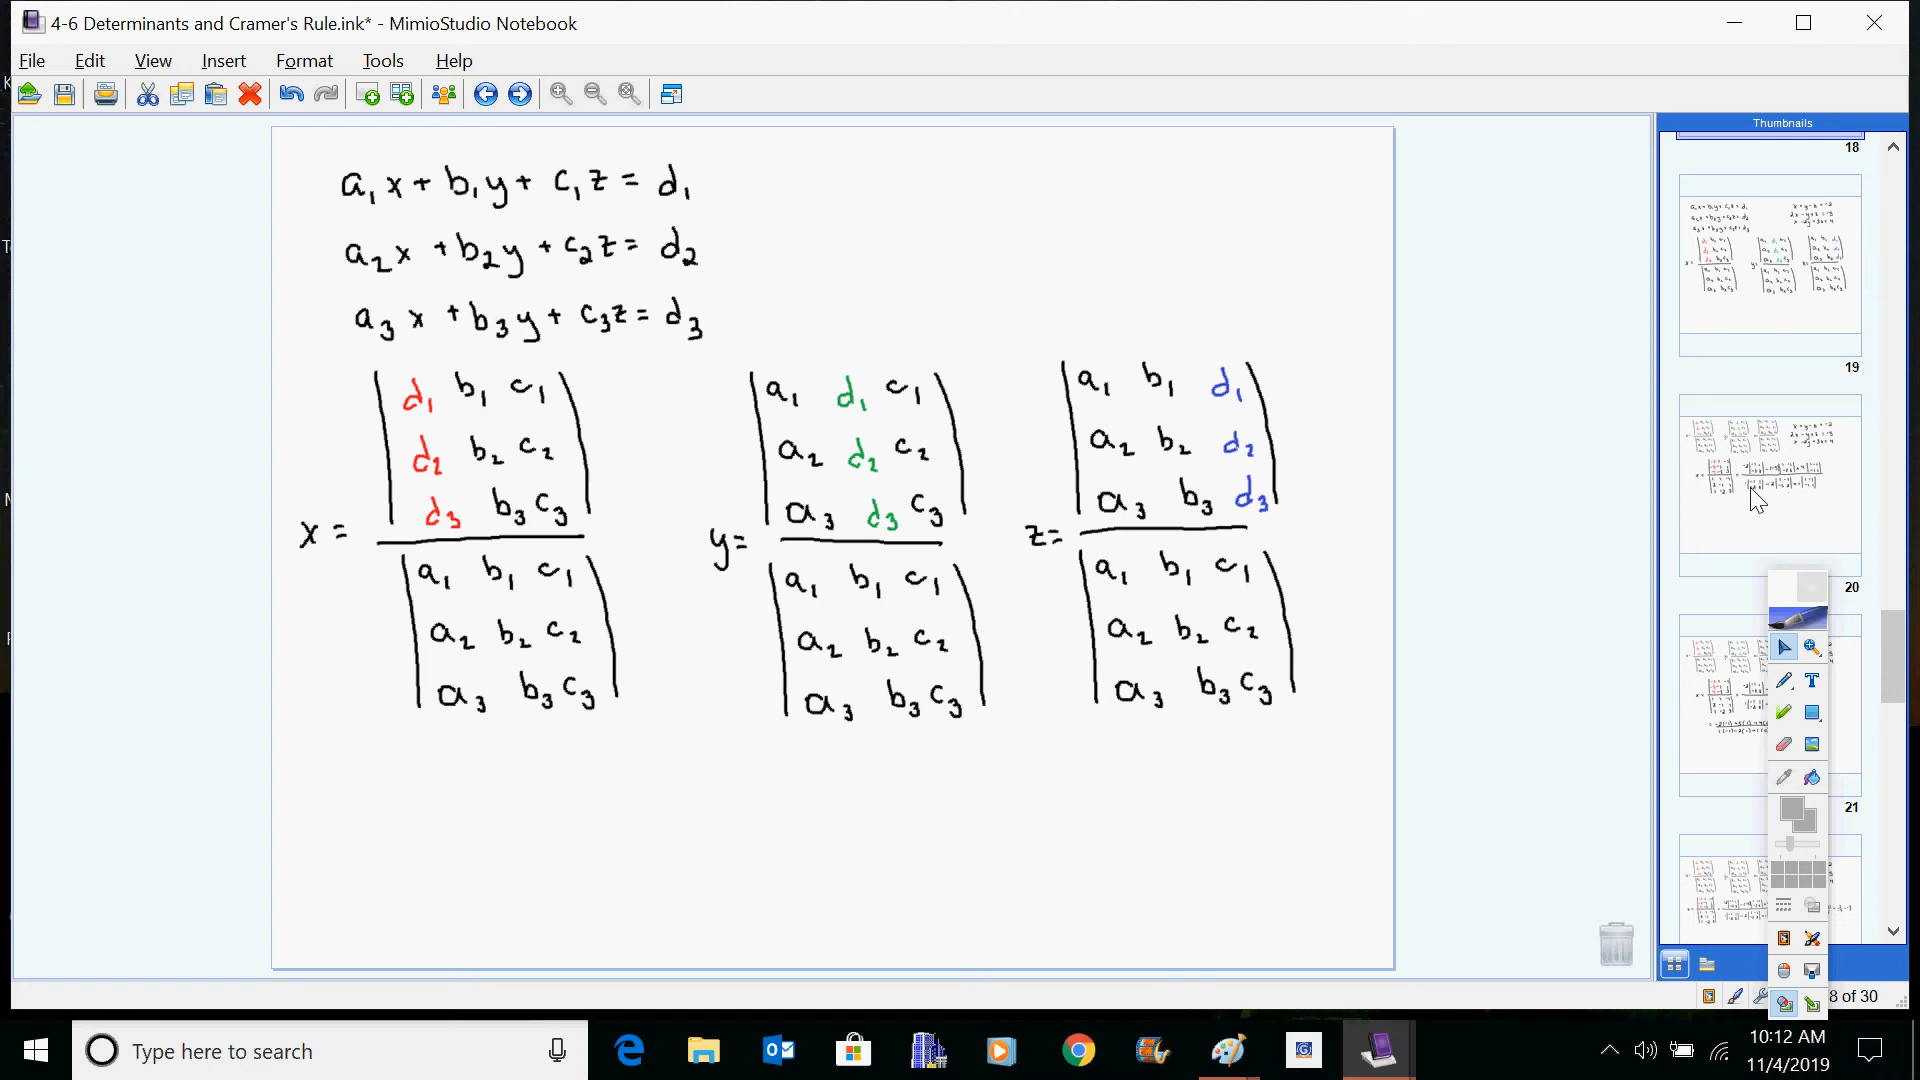 4-6 Determinants and Cramer's Rule.ink* - MimioStudio Notebook
File Edit View Insert Format Tools Help
Thumbnails
a₁x + b₁y + c₁z = d₁
a₂x + b₂y + c₂z = d₂
a₃x + b₃y + c₃z = d₃
x = | d₁ b₁ c₁ |
| d₂ b₂ c₂ |
| d₃ b₃ c₃ |
| a₁ b₁ c₁ |
| a₂ b₂ c₂ |
| a₃ b₃ c₃ |
y = | a₁ d₁ c₁ |
| a₂ d₂ c₂ |
| a₃ d₃ c₃ |
| a₁ b₁ c₁ |
| a₂ b₂ c₂ |
| a₃ b₃ c₃ |
z = | a₁ b₁ d₁ |
| a₂ b₂ d₂ |
| a₃ b₃ d₃ |
| a₁ b₁ c₁ |
| a₂ b₂ c₂ |
| a₃ b₃ c₃ |
18
19
20
21
8 of 30
Type here to search
10:12 AM
11/4/2019